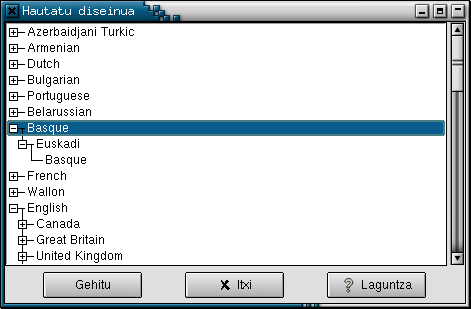 Hautatu diseinua
Azerbaidjani Turkic
Armenian
Dutch
Bulgarian
Portuguese
Belarussian
Basque
Euskadi
Basque
French
Wallon
English
Canada
Great Britain
United Kingdom
Gehitu
Itxi
Laguntza